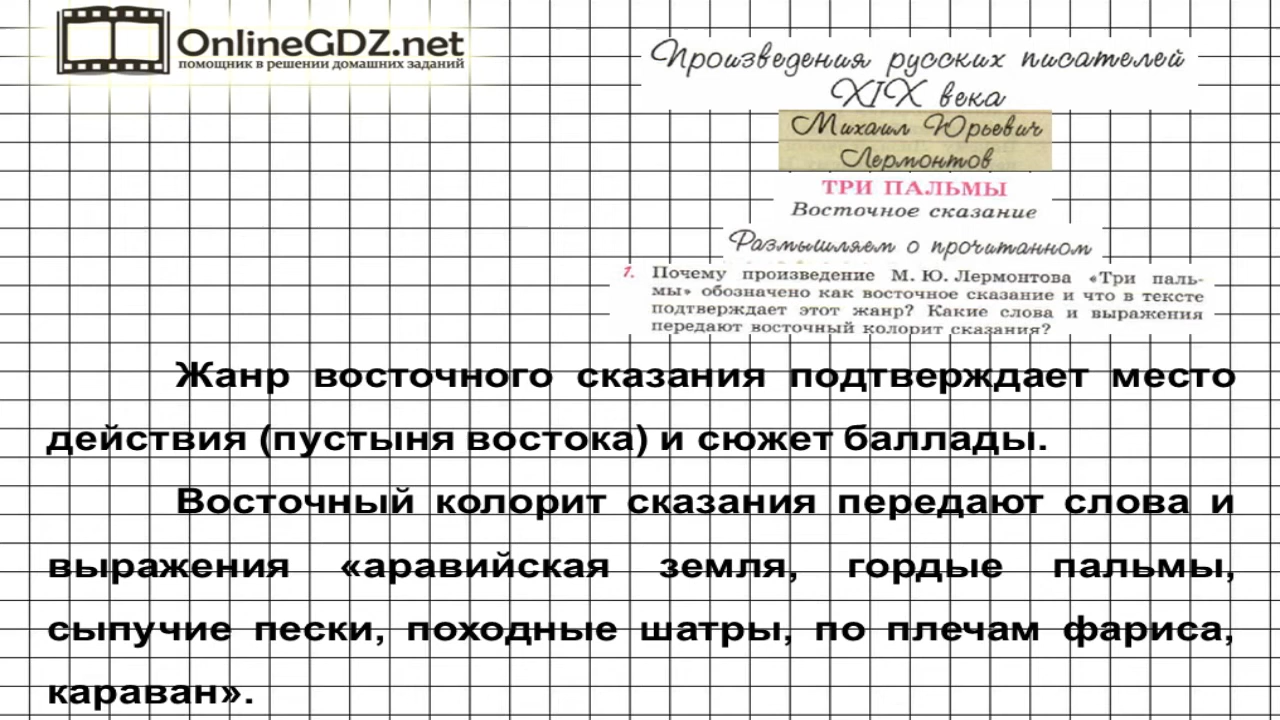 OnlineGDZ.net
помощник в решении домашних заданий
Произведения русских писателей
XIX века
Михаил Юрьевич
Лермонтов
ТРИ ПАЛЬМЫ
Восточное сказание
Размышляем о прочитанном
1. Почему произведение М. Ю. Лермонтова «Три паль-
мы» обозначено как восточное сказание и что в тексте
подтверждает этот жанр? Какие слова и выражения
передают восточный колорит сказания?
Жанр восточного сказания подтверждает место
действия (пустыня востока) и сюжет баллады.
Восточный колорит сказания передают слова и
выражения «аравийская земля, гордые пальмы,
сыпучие пески, походные шатры, по плечам фариса,
караван».